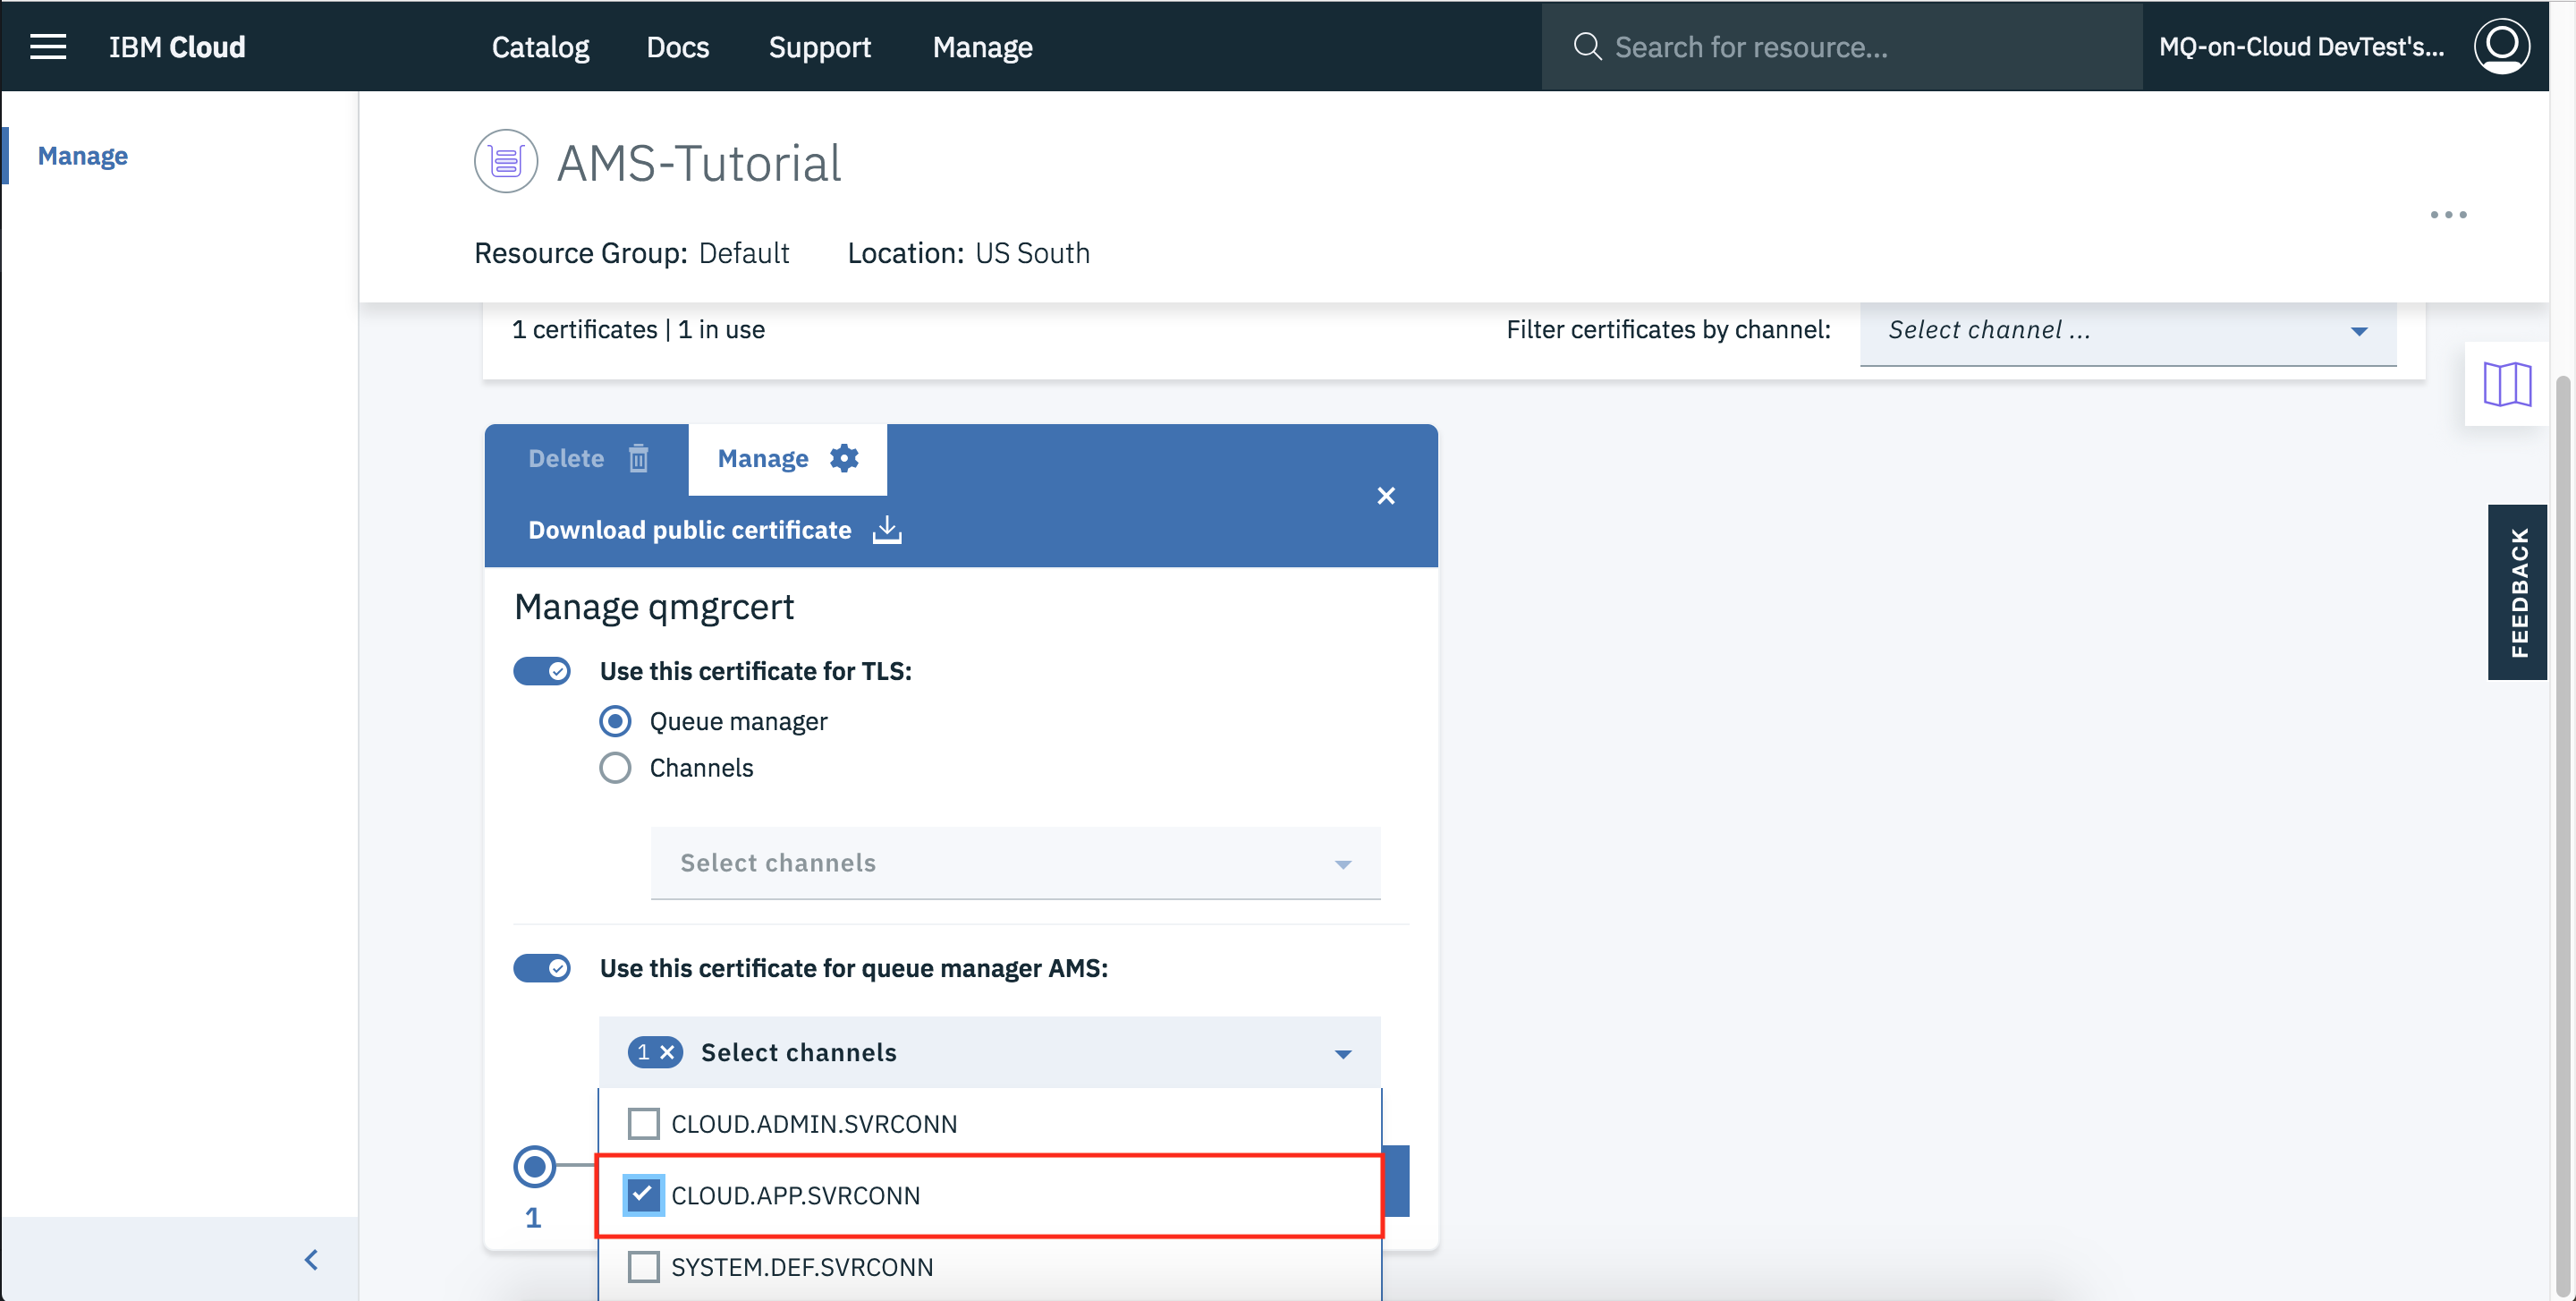 IBM Cloud Catalog Docs Support Manage Search for resource... MQ-on-Cloud DevTest's...
Manage
AMS-Tutorial
Resource Group: Default Location: US South
1 certificates | 1 in use Filter certificates by channel: Select channel ...
Delete Manage
Download public certificate
FEEDBACK
Manage qmgrcert
Use this certificate for TLS:
Queue manager
Channels
Select channels
Use this certificate for queue manager AMS:
1 Select channels
CLOUD.ADMIN.SVRCONN
CLOUD.APP.SVRCONN
1
SYSTEM.DEF.SVRCONN